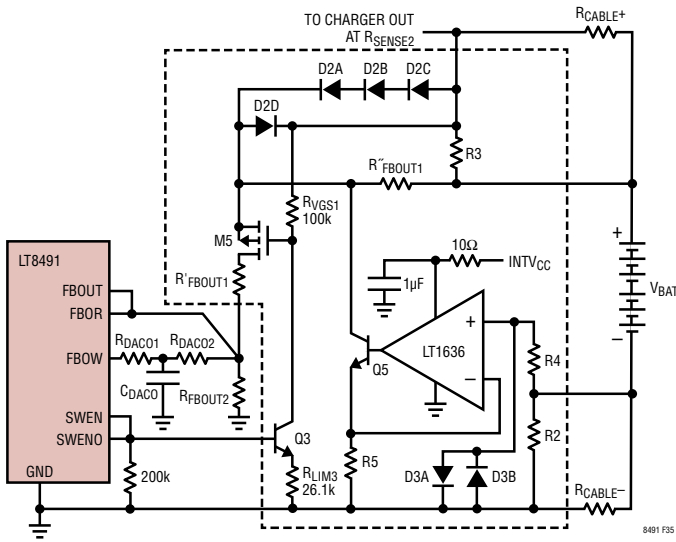 TO CHARGER OUT
AT RSENSE2
RCABLE+
D2A
D2B
D2C
D2D
R3
R˝FBOUT1
RVGS1
100k
M5
R'FBOUT1
10Ω
INTVCC
1µF
+
VBAT
–
LT8491
FBOUT
FBOR
FBOW
RDACO1
RDACO2
CDACO
RFBOUT2
+
LT1636
–
Q5
R4
SWEN
SWENO
Q3
R2
R5
D3A
D3B
GND
200k
RLIM3
26.1k
RCABLE–
8491 F35